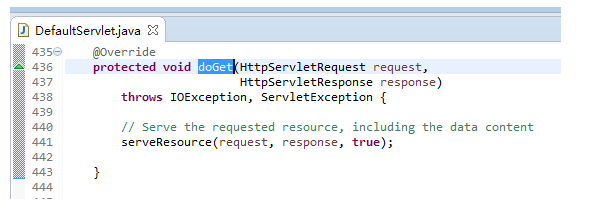 DefaultServlet.java
435 @Override
436 protected void doGet(HttpServletRequest request,
437 HttpServletResponse response)
438 throws IOException, ServletException {
439
440 // Serve the requested resource, including the data content
441 serveResource(request, response, true);
442
443 }
444